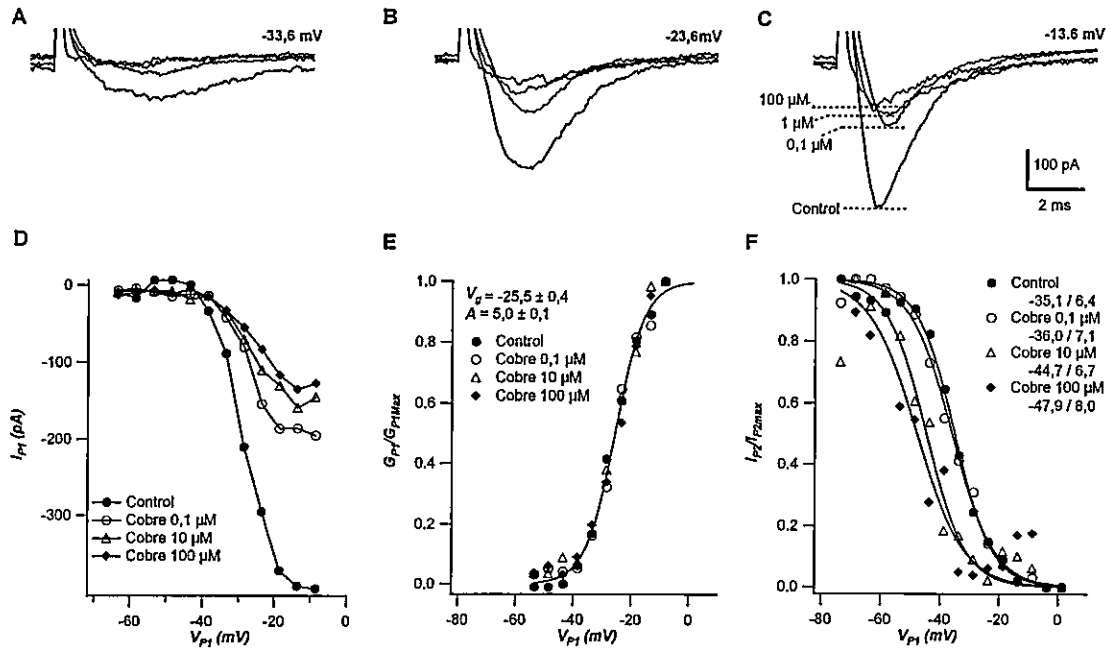 A
-33,6 mV
B
-23,6mV
C
-13.6 mV
100 µM
1 µM
0,1 µM
Control
100 pA
2 ms
D
I_P1 (pA)
0
-100
-200
-300
-60
-40
-20
0
V_P1 (mV)
Control
Cobre 0,1 µM
Cobre 10 µM
Cobre 100 µM
E
G_P1/G_P1Max
1,0
0,8
0,6
0,4
0,2
0,0
-80
-60
-40
-20
0
V_P1 (mV)
V_g = -25,5 ± 0,4
A = 5,0 ± 0,1
Control
Cobre 0,1 µM
Cobre 10 µM
Cobre 100 µM
F
I_P2/I_P2max
1,0
0,8
0,6
0,4
0,2
0,0
-80
-60
-40
-20
0
V_P1 (mV)
Control
-35,1 / 6,4
Cobre 0,1 µM
-36,0 / 7,1
Cobre 10 µM
-44,7 / 6,7
Cobre 100 µM
-47,9 / 8,0